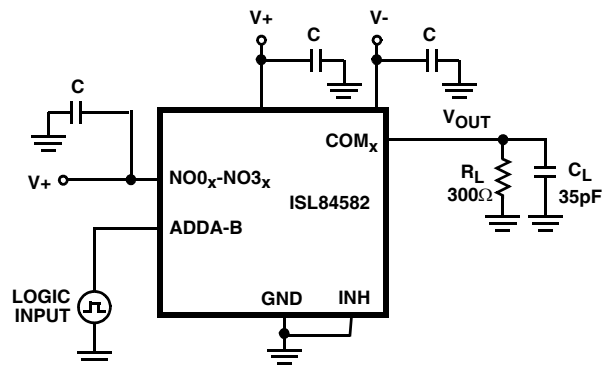 V+
V-
C
C
C
V+
COMx
VOUT
NO0x-NO3x
ISL84582
ADDA-B
RL
300Ω
CL
35pF
LOGIC
INPUT
GND
INH